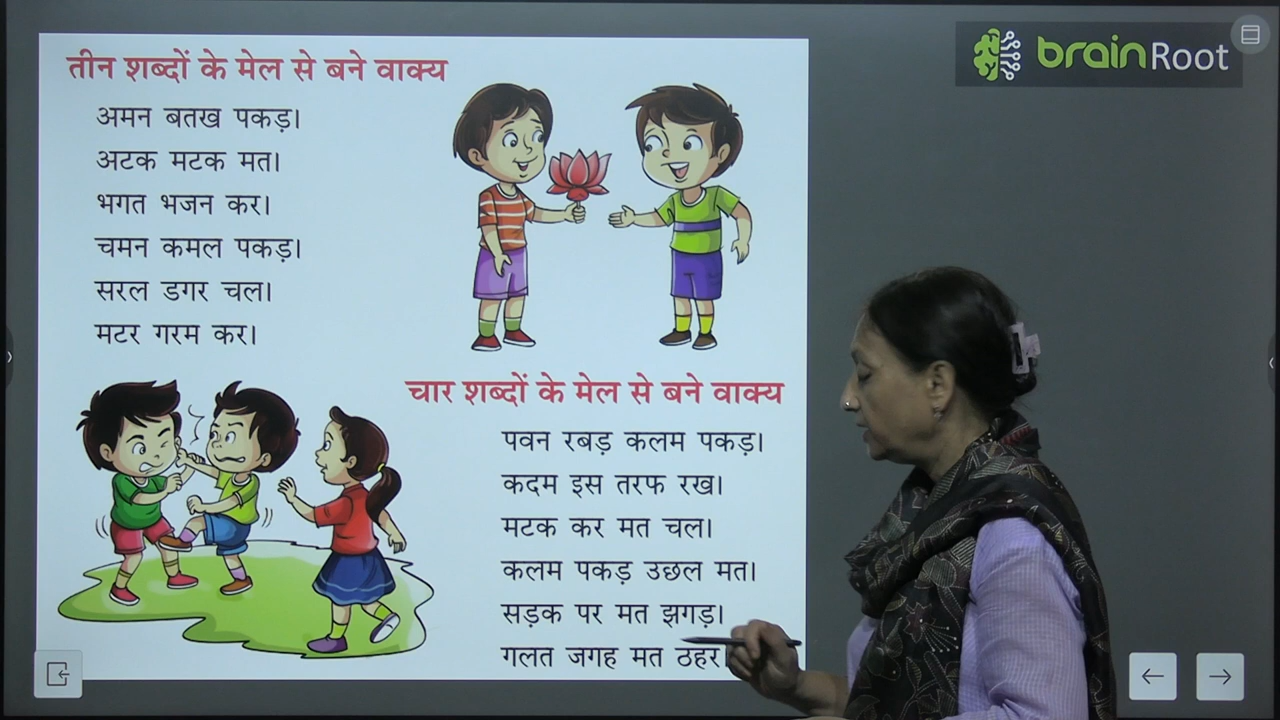 brainRoot
तीन शब्दों के मेल से बने वाक्य
अमन बतख पकड़।
अटक मटक मत।
भगत भजन कर।
चमन कमल पकड़।
सरल डगर चल।
मटर गरम कर।
चार शब्दों के मेल से बने वाक्य
पवन रबड़ कलम पकड़।
कदम इस तरफ रख।
मटक कर मत चल।
कलम पकड़ उछल मत।
सड़क पर मत झगड़।
गलत जगह मत ठहर।